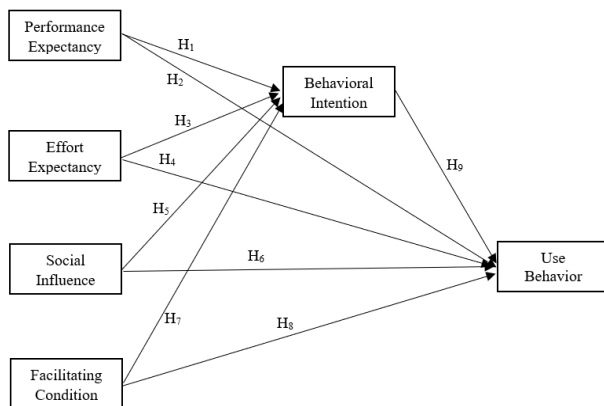 Performance
Expectancy
H1
H2
Behavioral
Intention
H3
Effort
Expectancy
H4
H9
H5
Social
Influence
H6
Use
Behavior
H7
H8
Facilitating
Condition